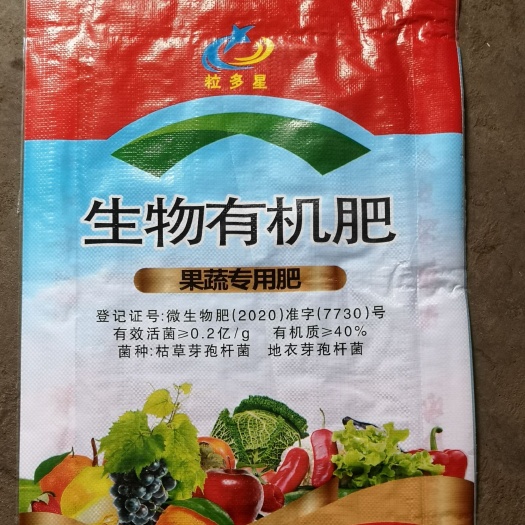 粒多星
生物有机肥
果蔬专用肥
登记证号:微生物肥(2020)准字(7730)号
有效活菌≥0.2亿/g 有机质≥40%
菌种:枯草芽孢杆菌 地衣芽孢杆菌